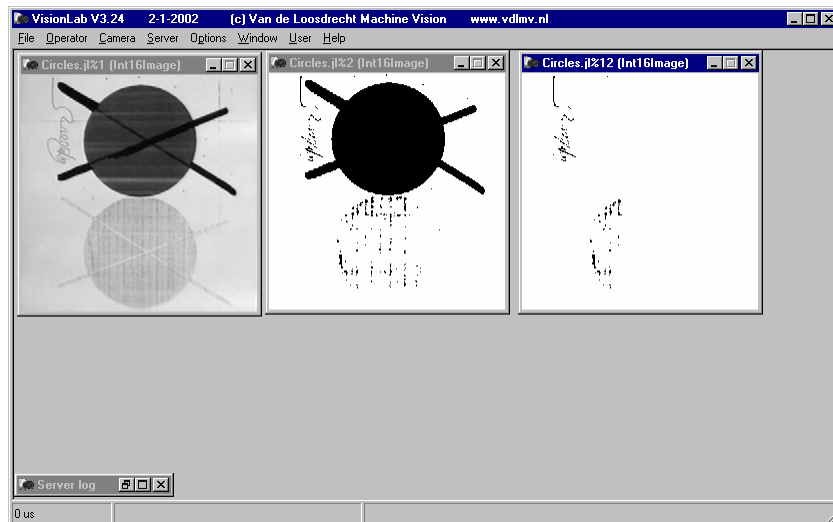 VisionLab V3.24 2-1-2002 (c) Van de Loosdrecht Machine Vision www.vdlmv.nl
File Operator Camera Server Options Window User Help
Circles.jl%1 (Int16Image) Circles.jl%2 (Int16Image) Circles.jl%12 (Int16Image)
Server log
0 us